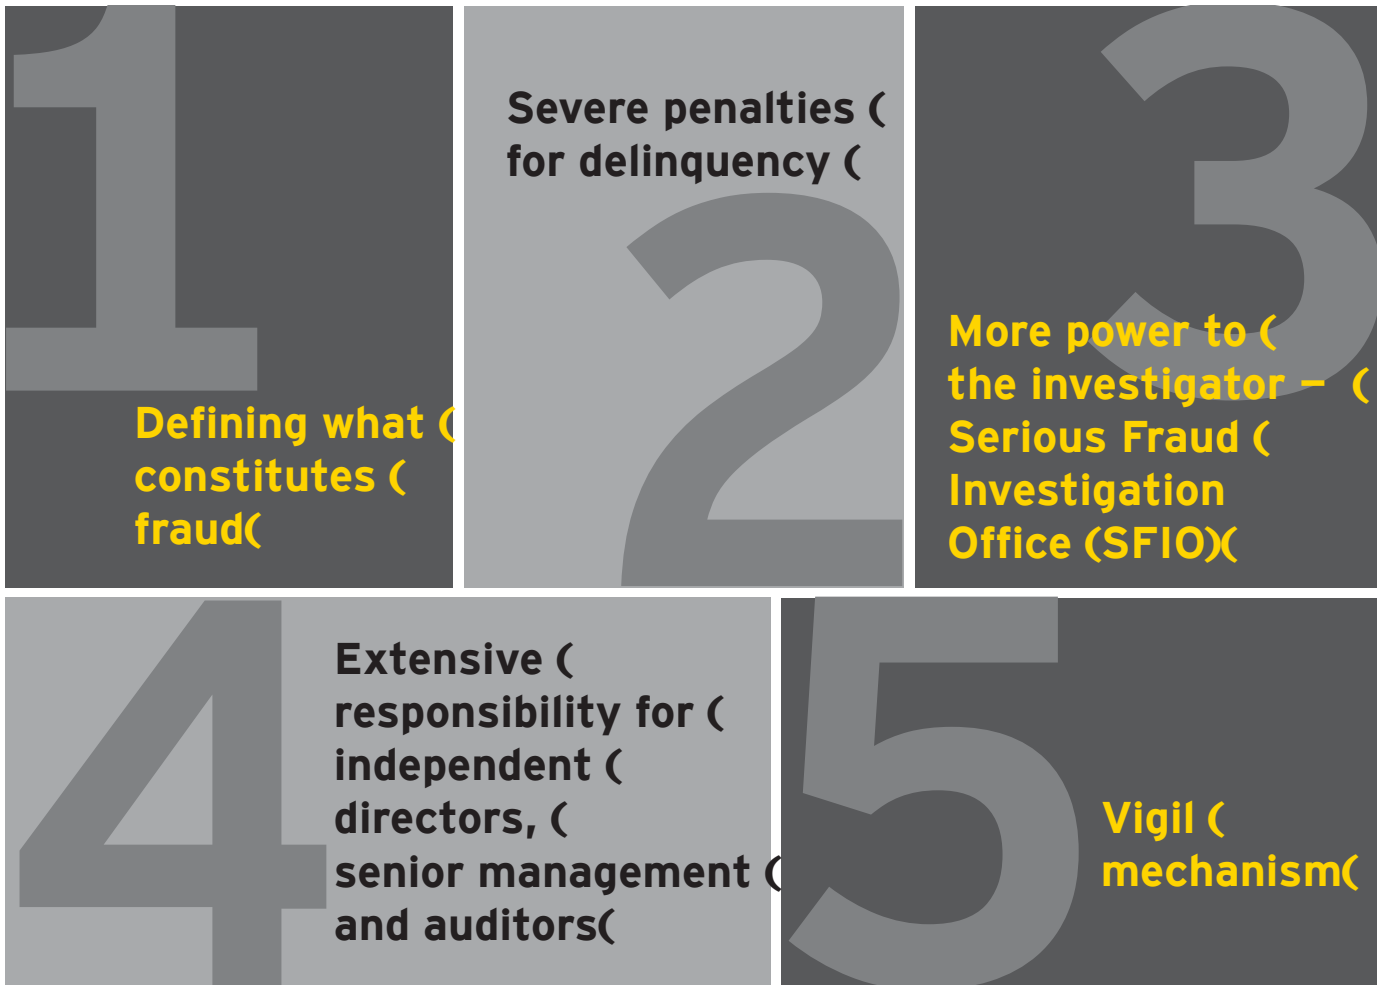 1
Defining what (
constitutes (
fraud(
Severe penalties (
for delinquency (
2
3
More power to (
the investigator – (
Serious Fraud (
Investigation
Office (SFIO)(
4
Extensive (
responsibility for (
independent (
directors, (
senior management (
and auditors(
5
Vigil (
mechanism(